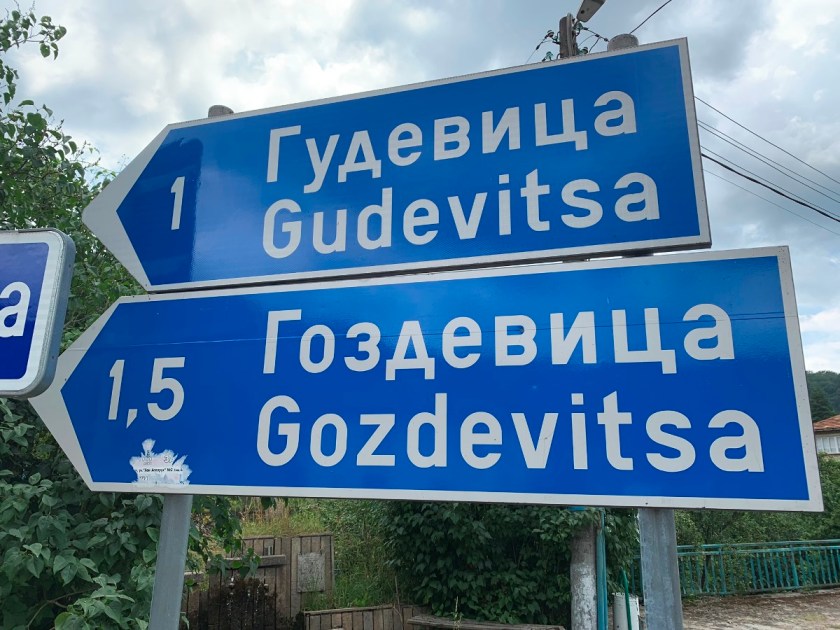 1
Гудевица
Gudevitsa
1,5
Гоздевица
Gozdevitsa
а